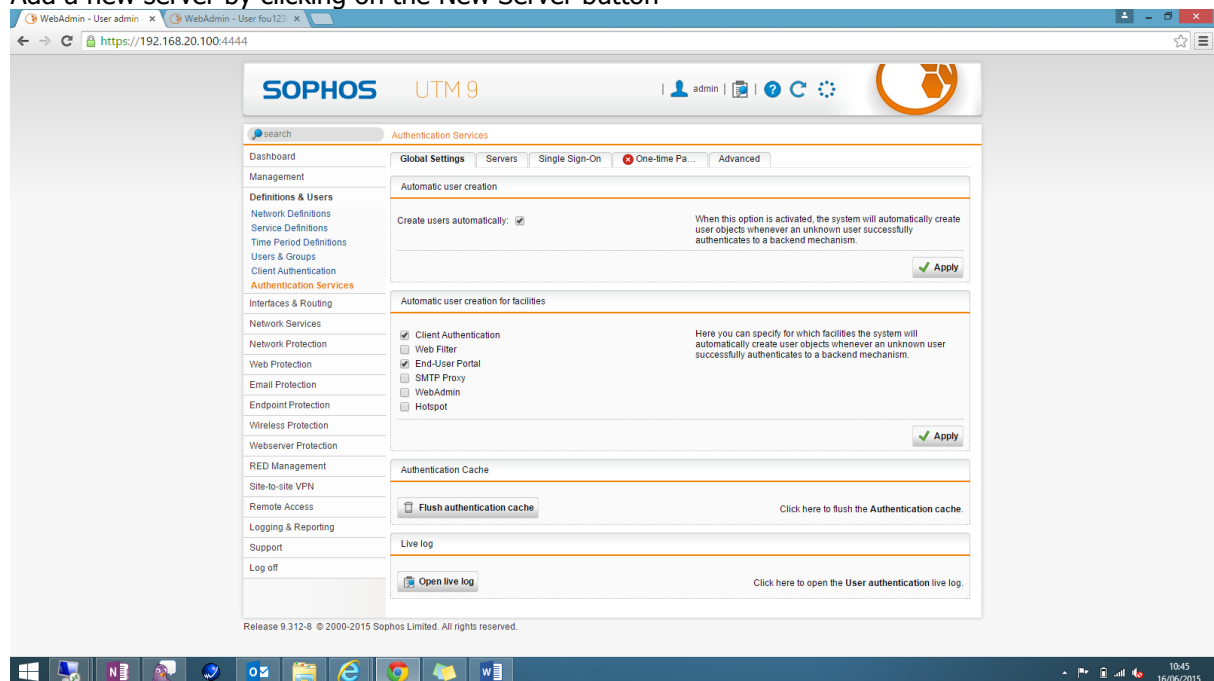 Add a new server by clicking on the New Server button
WebAdmin - User admin
WebAdmin - User fou123
https://192.168.20.100:4444
SOPHOS UTM 9
admin
search
Authentication Services
Dashboard
Management
Definitions & Users
Network Definitions
Service Definitions
Time Period Definitions
Users & Groups
Client Authentication
Authentication Services
Interfaces & Routing
Network Services
Network Protection
Web Protection
Email Protection
Endpoint Protection
Wireless Protection
Webserver Protection
RED Management
Site-to-site VPN
Remote Access
Logging & Reporting
Support
Log off
Global Settings Servers Single Sign-On One-time Pa... Advanced
Automatic user creation
Create users automatically:
When this option is activated, the system will automatically create
user objects whenever an unknown user successfully
authenticates to a backend mechanism.
Apply
Automatic user creation for facilities
Client Authentication
Web Filter
End-User Portal
SMTP Proxy
WebAdmin
Hotspot
Here you can specify for which facilities the system will
automatically create user objects whenever an unknown user
successfully authenticates to a backend mechanism.
Apply
Authentication Cache
Flush authentication cache
Click here to flush the Authentication cache.
Live log
Open live log
Click here to open the User authentication live log.
Release 9.312-8 © 2000-2015 Sophos Limited. All rights reserved.
10:45
16/06/2015